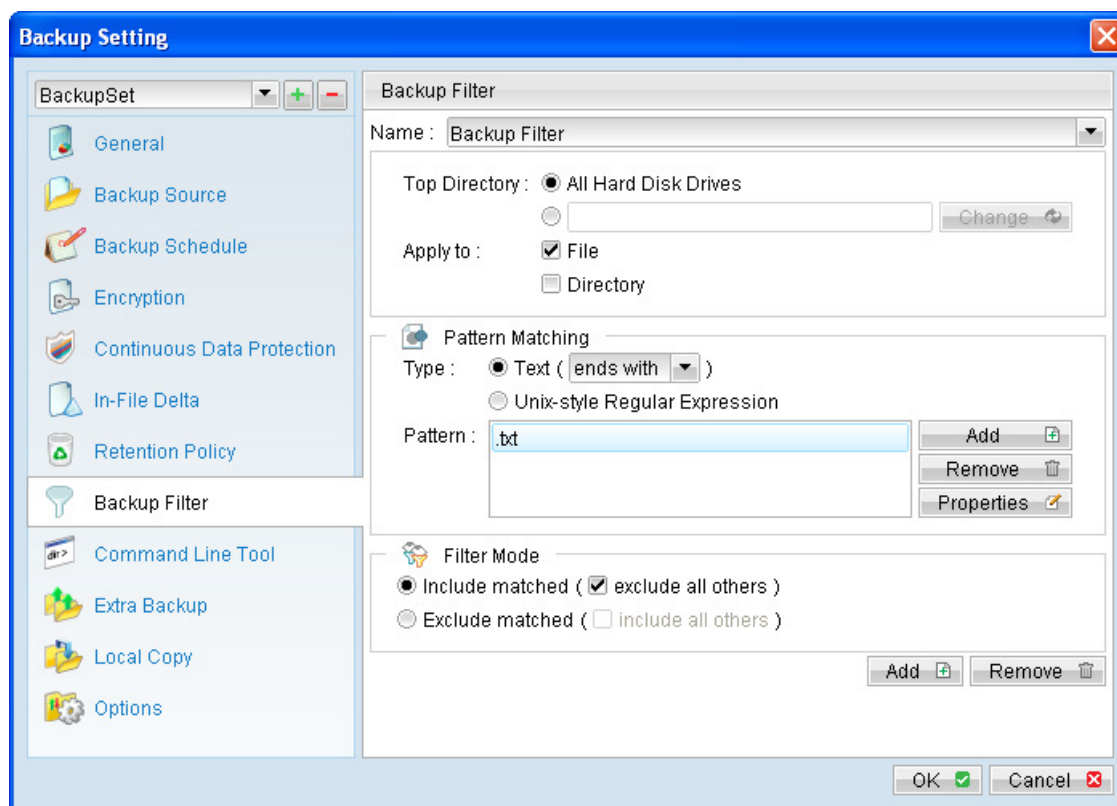 Backup Setting
BackupSet
General
Backup Source
Backup Schedule
Encryption
Continuous Data Protection
In-File Delta
Retention Policy
Backup Filter
dir>
Command Line Tool
Extra Backup
Local Copy
Options
Backup Filter
Name : Backup Filter
Top Directory : All Hard Disk Drives
Change
Apply to : File
Directory
Pattern Matching
Type : Text ( ends with )
Unix-style Regular Expression
Pattern : .txt
Add
Remove
Properties
Filter Mode
Include matched ( exclude all others )
Exclude matched ( include all others )
Add Remove
OK Cancel